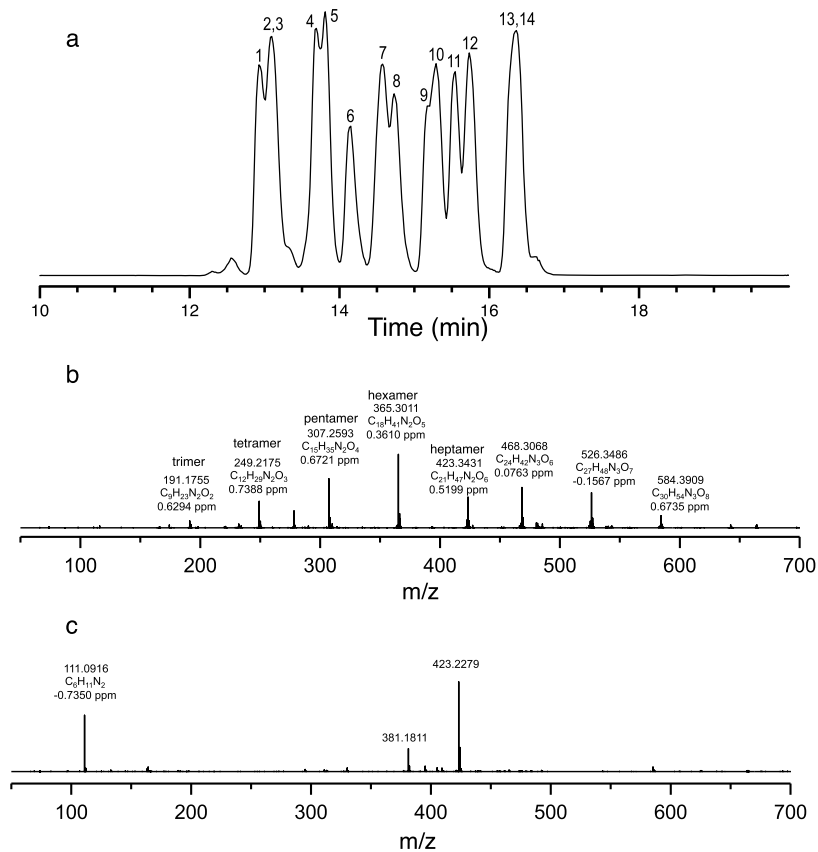 a
1
2,3
4
5
6
7
8
9
10
11
12
13,14
10
12
14
16
18
Time (min)
b
trimer
191.1755
C9H23N2O2
0.6294 ppm
tetramer
249.2175
C12H29N2O3
0.7388 ppm
pentamer
307.2593
C15H35N2O4
0.6721 ppm
hexamer
365.3011
C18H41N2O5
0.3610 ppm
heptamer
423.3431
C21H47N2O6
0.5199 ppm
468.3068
C24H42N3O6
0.0763 ppm
526.3486
C27H48N3O7
-0.1567 ppm
584.3909
C30H54N3O8
0.6735 ppm
100
200
300
400
500
600
700
m/z
c
111.0916
C6H11N2
-0.7350 ppm
381.1811
423.2279
100
200
300
400
500
600
700
m/z